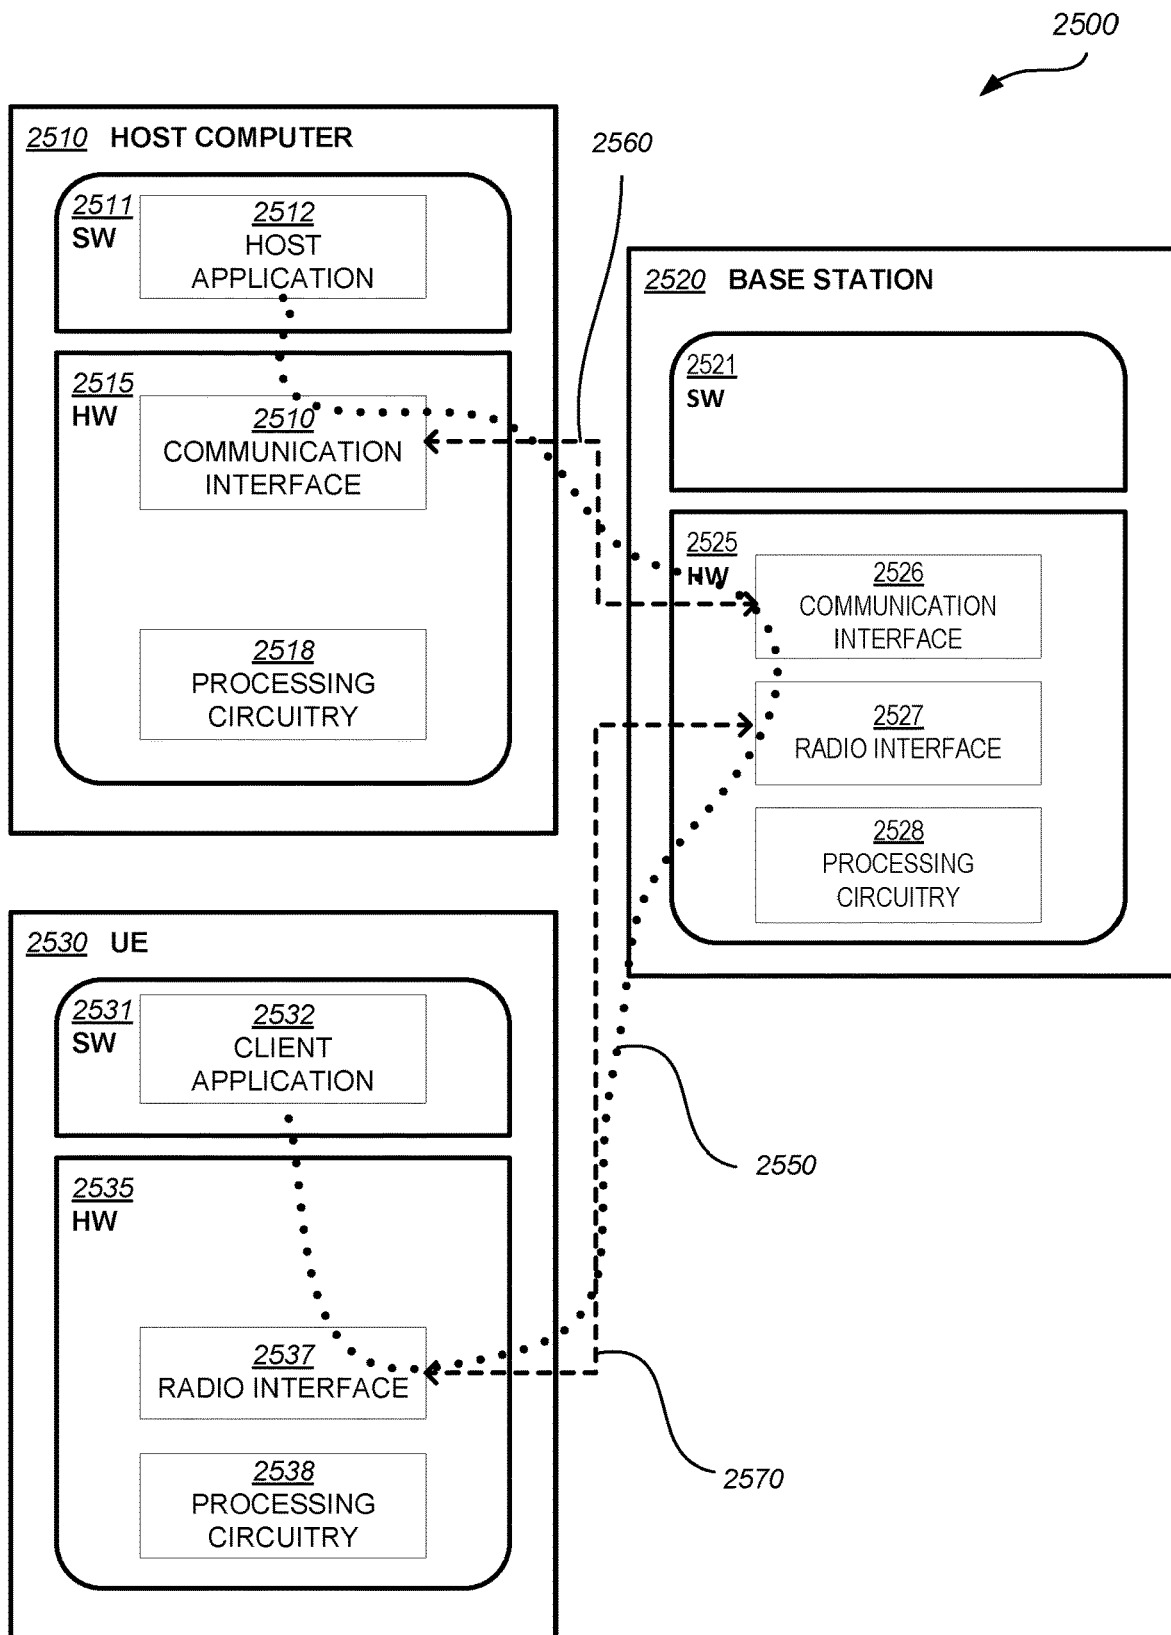 2500
2510 HOST COMPUTER
2511
SW
2512
HOST
APPLICATION
2515
HW
2510
COMMUNICATION
INTERFACE
2518
PROCESSING
CIRCUITRY
2560
2520 BASE STATION
2521
SW
2525
HW
2526
COMMUNICATION
INTERFACE
2527
RADIO INTERFACE
2528
PROCESSING
CIRCUITRY
2530 UE
2531
SW
2532
CLIENT
APPLICATION
2535
HW
2537
RADIO INTERFACE
2538
PROCESSING
CIRCUITRY
2550
2570